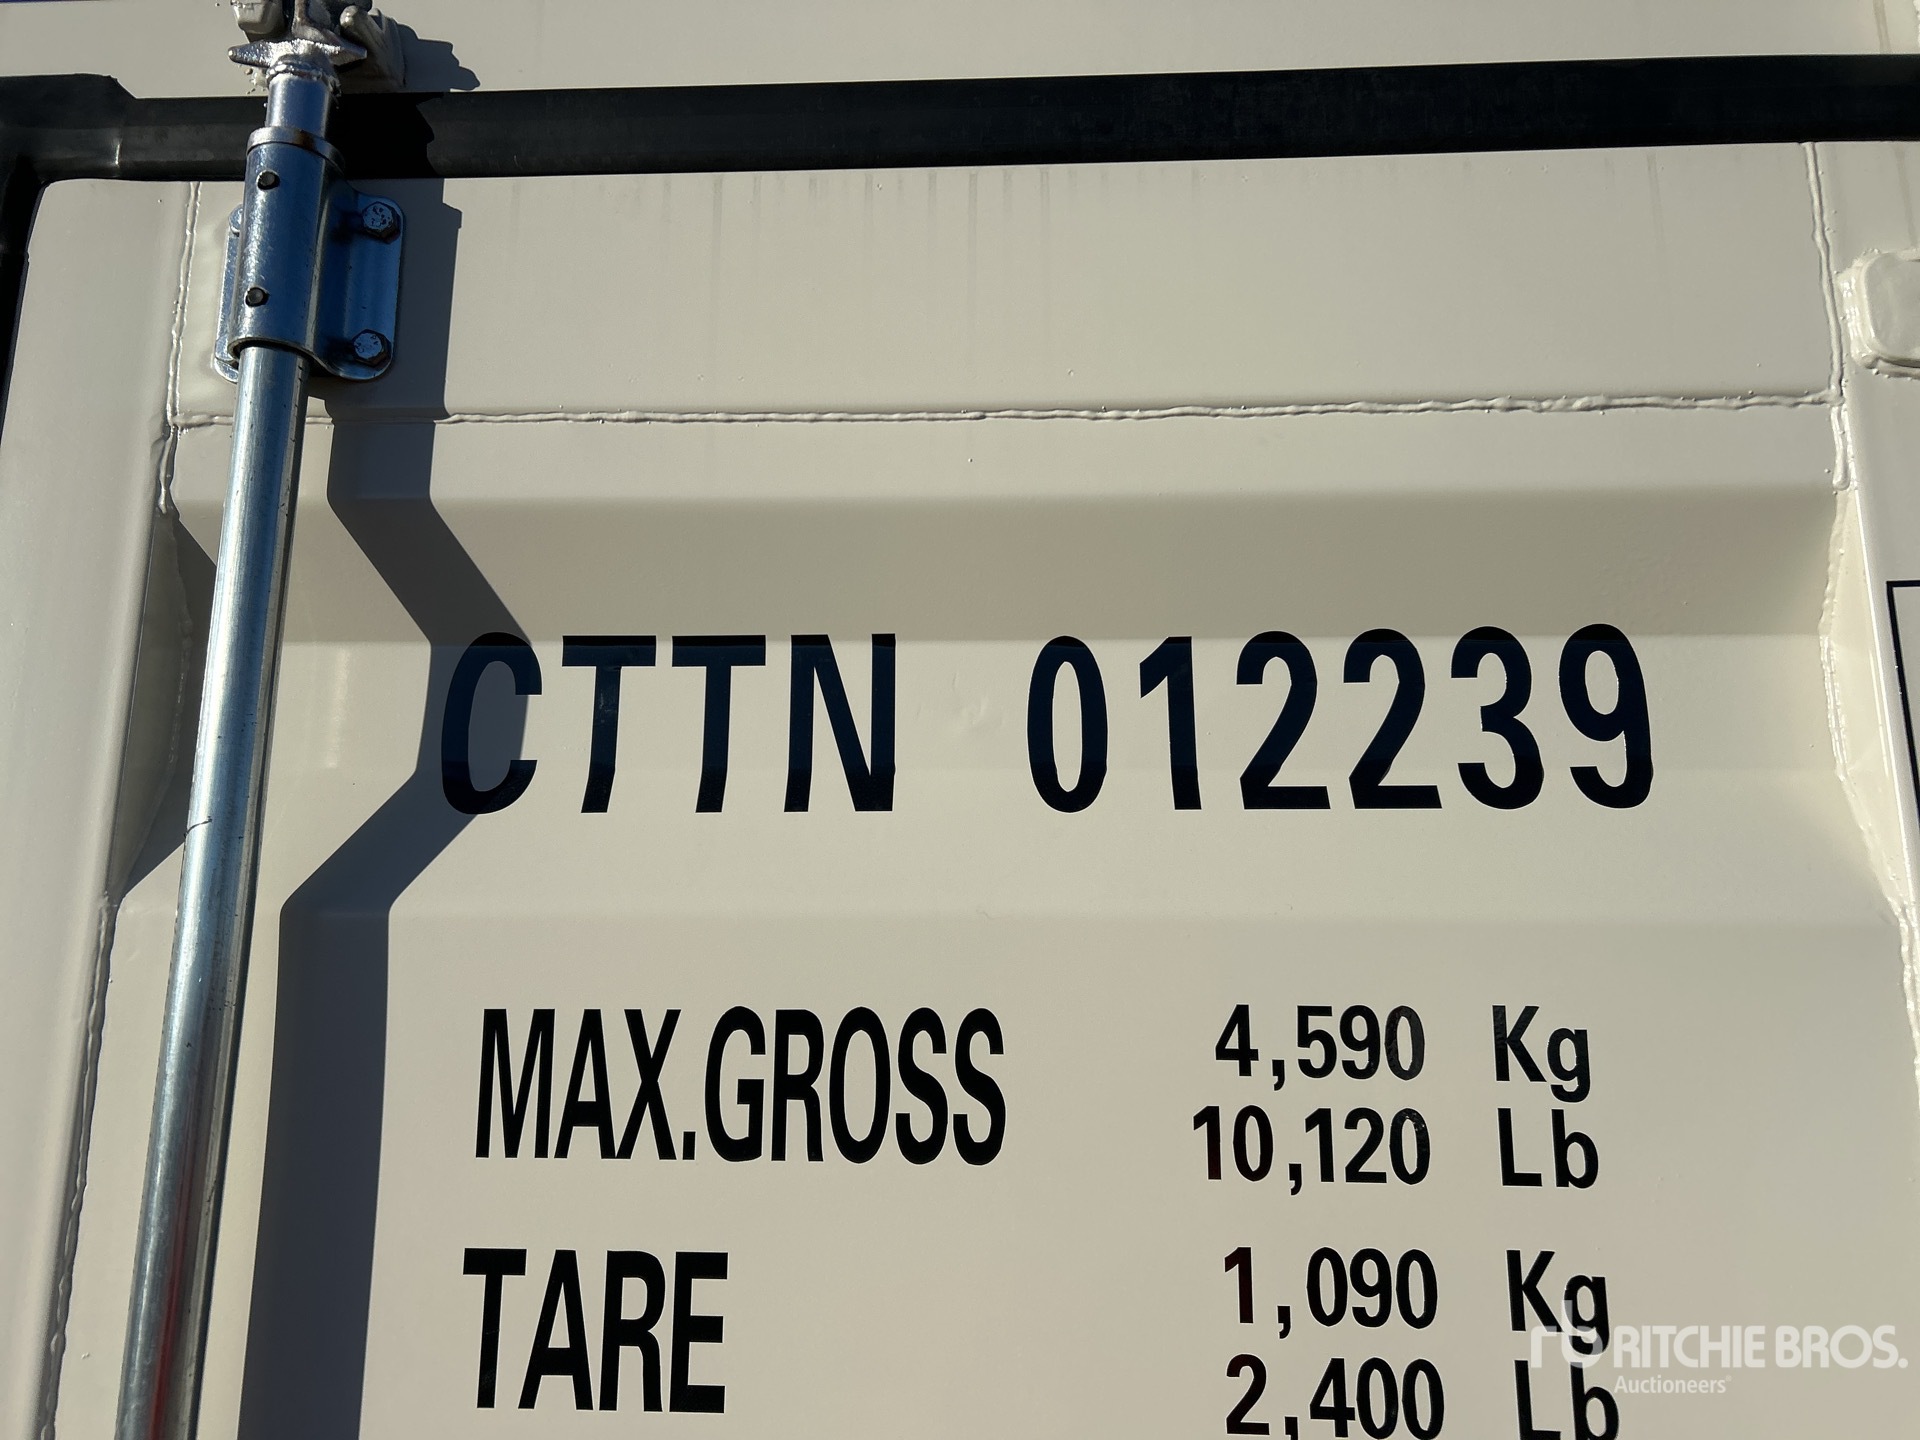 CTTN 012239
MAX.GROSS 4,590 Kg
10,120 Lb
TARE 1,090 Kg
2,400 Lb
rb RITCHIE BROS.
Auctioneers